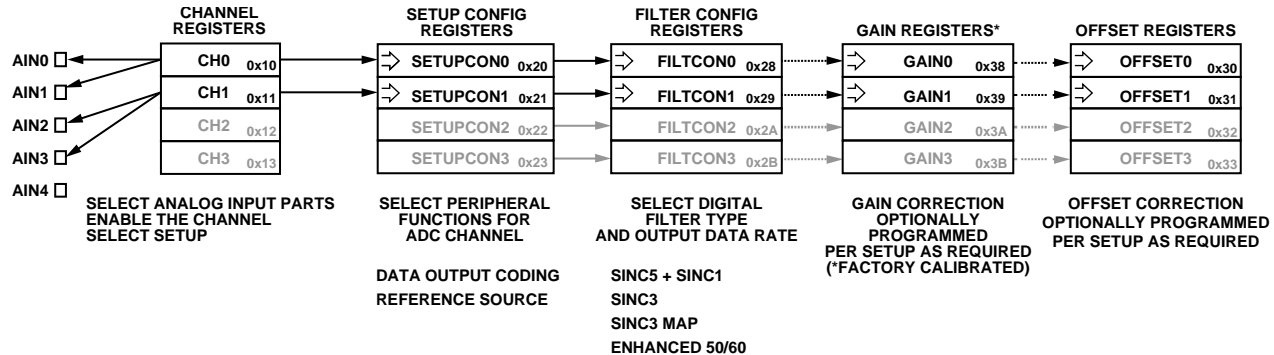 CHANNEL
REGISTERS
SETUP CONFIG
REGISTERS
FILTER CONFIG
REGISTERS
GAIN REGISTERS*
OFFSET REGISTERS
AIN0
AIN1
AIN2
AIN3
AIN4
CH0 0x10
CH1 0x11
CH2 0x12
CH3 0x13
SETUPCON0 0x20
SETUPCON1 0x21
SETUPCON2 0x22
SETUPCON3 0x23
FILTCON0 0x28
FILTCON1 0x29
FILTCON2 0x2A
FILTCON3 0x2B
GAIN0 0x38
GAIN1 0x39
GAIN2 0x3A
GAIN3 0x3B
OFFSET0 0x30
OFFSET1 0x31
OFFSET2 0x32
OFFSET3 0x33
SELECT ANALOG INPUT PARTS
ENABLE THE CHANNEL
SELECT SETUP
SELECT PERIPHERAL
FUNCTIONS FOR
ADC CHANNEL
DATA OUTPUT CODING
REFERENCE SOURCE
SELECT DIGITAL
FILTER TYPE
AND OUTPUT DATA RATE
SINC5 + SINC1
SINC3
SINC3 MAP
ENHANCED 50/60
GAIN CORRECTION
OPTIONALLY
PROGRAMMED
PER SETUP AS REQUIRED
(*FACTORY CALIBRATED)
OFFSET CORRECTION
OPTIONALLY PROGRAMMED
PER SETUP AS REQUIRED